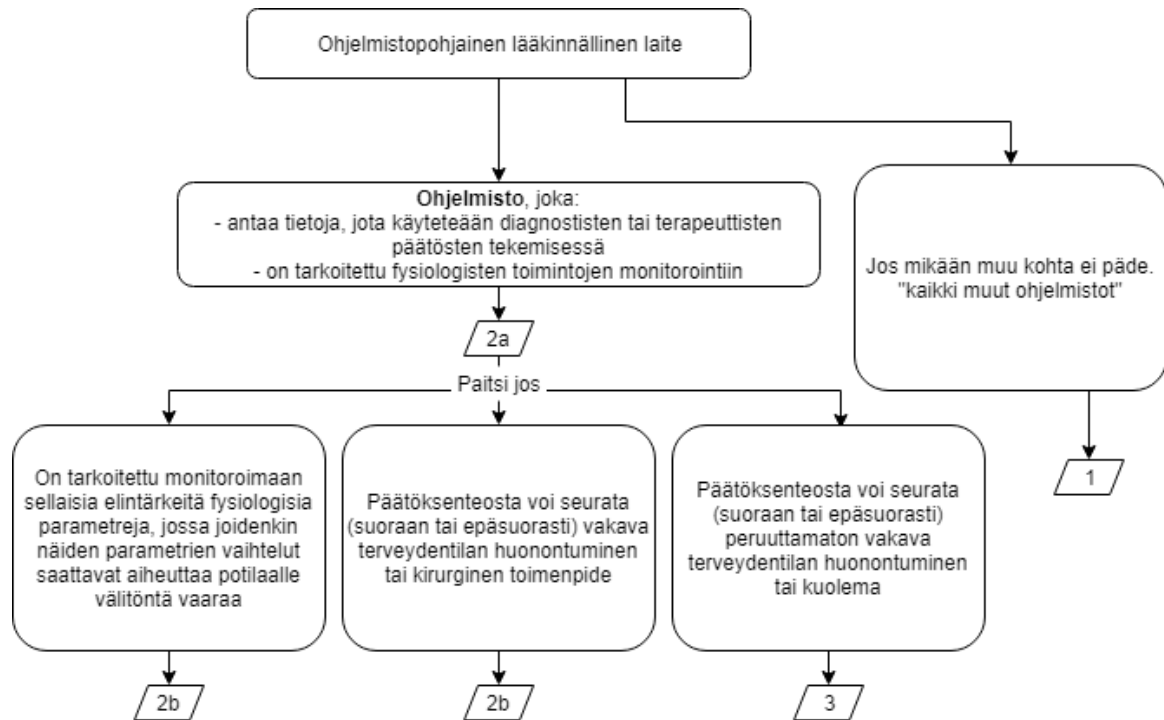 Ohjelmistopohjainen lääkinnällinen laite
Ohjelmisto, joka:
- antaa tietoja, jota käyteteään diagnostisten tai terapeuttisten
päätösten tekemisessä
- on tarkoitettu fysiologisten toimintojen monitorointiin
Jos mikään muu kohta ei päde.
"kaikki muut ohjelmistot"
2a
Paitsi jos
On tarkoitettu monitoroimaan
sellaisia elintärkeitä fysiologisia
parametreja, jossa joidenkin
näiden parametrien vaihtelut
saattavat aiheuttaa potilaalle
välitöntä vaaraa
Päätöksenteosta voi seurata
(suoraan tai epäsuorasti) vakava
terveydentilan huonontuminen
tai kirurginen toimenpide
Päätöksenteosta voi seurata
(suoraan tai epäsuorasti)
peruuttamaton vakava
terveydentilan huonontuminen
tai kuolema
1
2b
2b
3